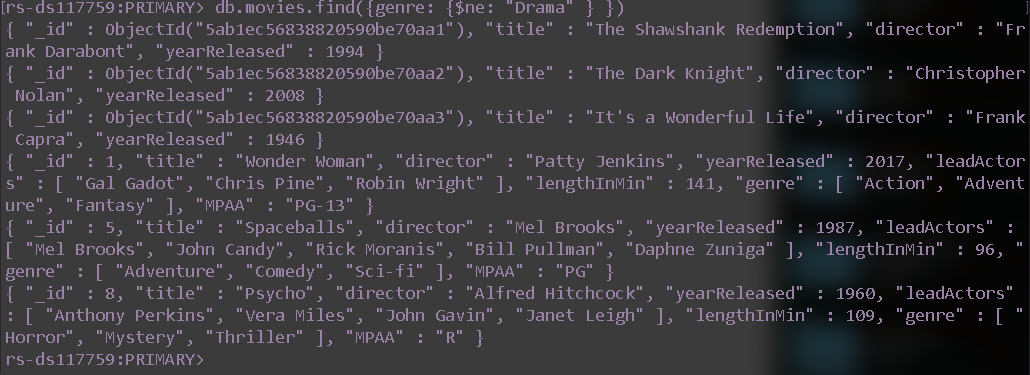 [rs-ds117759:PRIMARY> db.movies.find({genre: {$ne: "Drama" } })
{ "_id" : ObjectId("5ab1ec56838820590be70aa1"), "title" : "The Shawshank Redemption", "director" : "Fr
ank Darabont", "yearReleased" : 1994 }
{ "_id" : ObjectId("5ab1ec56838820590be70aa2"), "title" : "The Dark Knight", "director" : "Christopher
 Nolan", "yearReleased" : 2008 }
{ "_id" : ObjectId("5ab1ec56838820590be70aa3"), "title" : "It's a Wonderful Life", "director" : "Frank
 Capra", "yearReleased" : 1946 }
{ "_id" : 1, "title" : "Wonder Woman", "director" : "Patty Jenkins", "yearReleased" : 2017, "leadActor
s" : [ "Gal Gadot", "Chris Pine", "Robin Wright" ], "lengthInMin" : 141, "genre" : [ "Action", "Advent
ure", "Fantasy" ], "MPAA" : "PG-13" }
{ "_id" : 5, "title" : "Spaceballs", "director" : "Mel Brooks", "yearReleased" : 1987, "leadActors" :
[ "Mel Brooks", "John Candy", "Rick Moranis", "Bill Pullman", "Daphne Zuniga" ], "lengthInMin" : 96, "
genre" : [ "Adventure", "Comedy", "Sci-fi" ], "MPAA" : "PG" }
{ "_id" : 8, "title" : "Psycho", "director" : "Alfred Hitchcock", "yearReleased" : 1960, "leadActors"
: [ "Anthony Perkins", "Vera Miles", "John Gavin", "Janet Leigh" ], "lengthInMin" : 109, "genre" : [ "
Horror", "Mystery", "Thriller" ], "MPAA" : "R" }
rs-ds117759:PRIMARY>